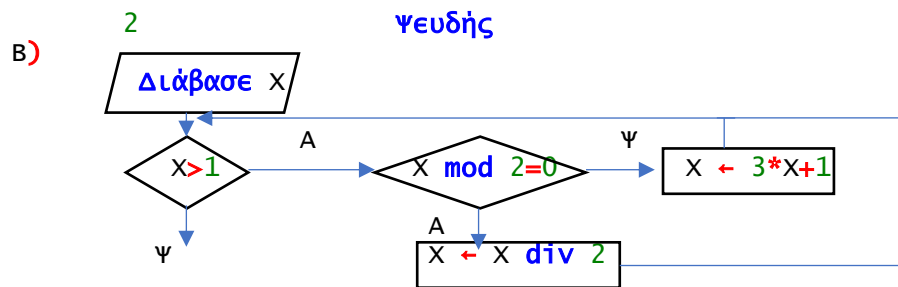 2 Ψευδής
Β)
Διάβασε Χ
Α Ψ
Χ>1 Χ mod 2=0 Χ ← 3*Χ+1
Α
Ψ Χ ← Χ div 2